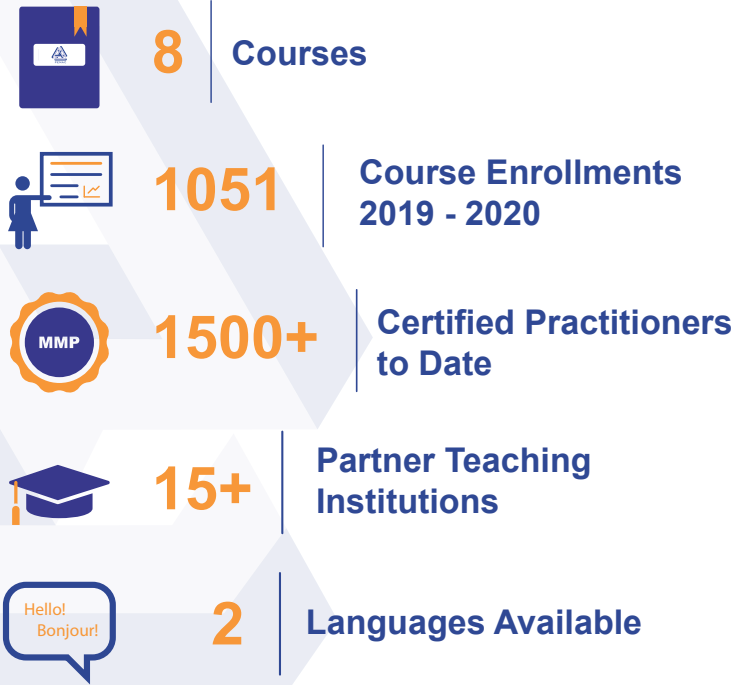 8
Courses
1051
Course Enrollments
2019 - 2020
MMP
1500+
Certified Practitioners
to Date
15+
Partner Teaching
Institutions
Hello!
Bonjour!
2
Languages Available